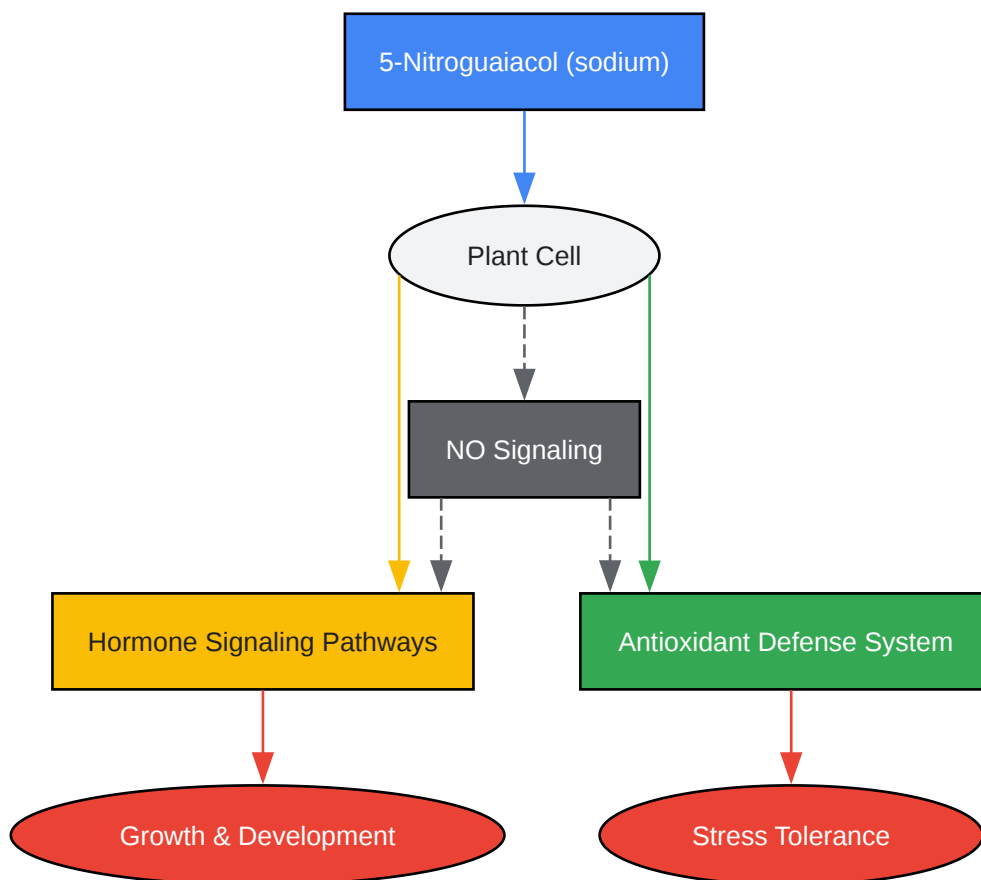 5-Nitroguaiacol (sodium)
Plant Cell
NO Signaling
Hormone Signaling Pathways
Antioxidant Defense System
Growth & Development
Stress Tolerance